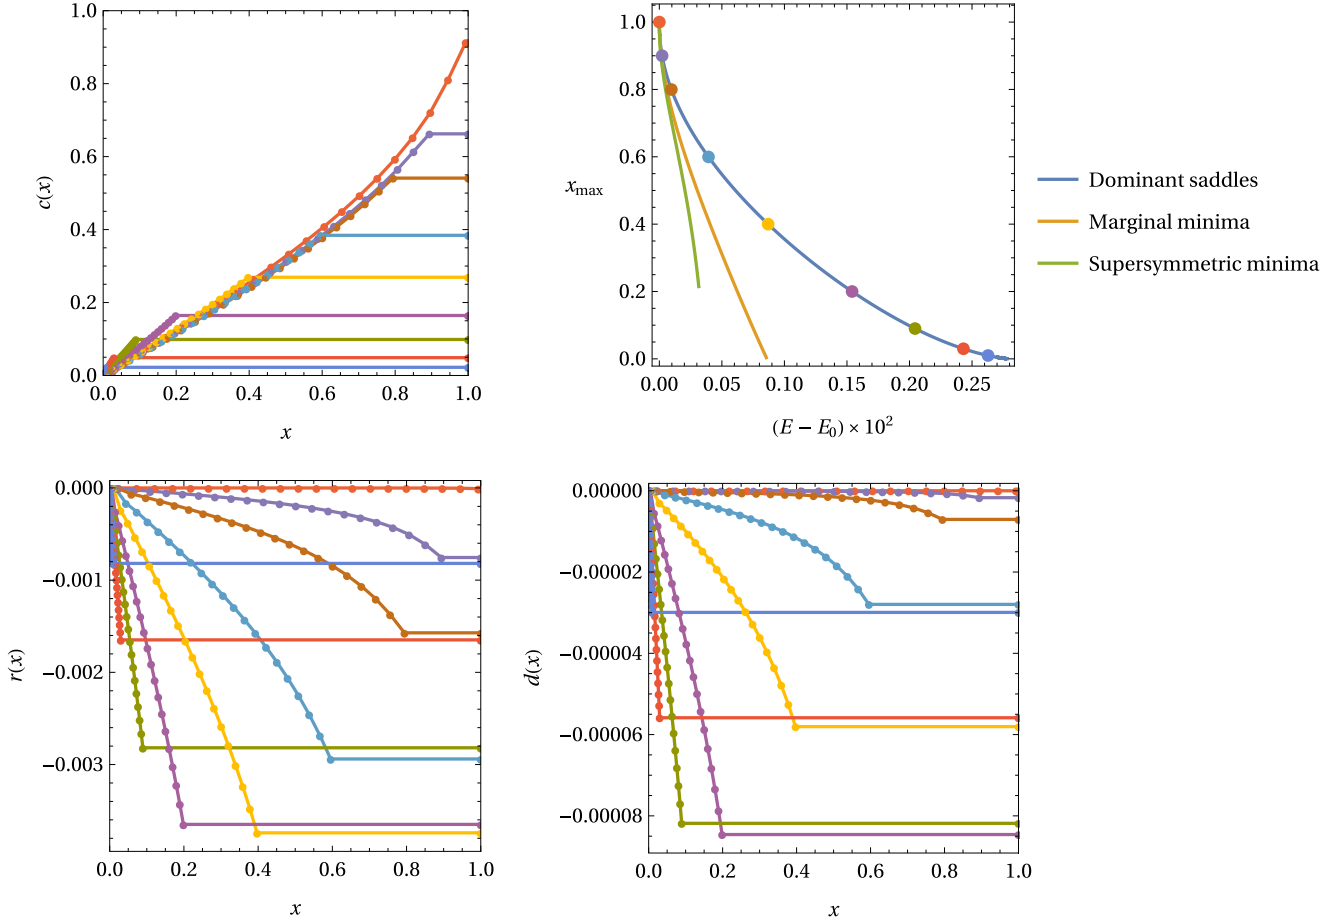 1.0
0.8
0.6
0.4
0.2
0.0
c(x)
0.0 0.2 0.4 0.6 0.8 1.0
x
1.0
0.8
0.6
0.4
0.2
0.0
x_max
0.00 0.05 0.10 0.15 0.20 0.25
(E − E₀) × 10²
Dominant saddles
Marginal minima
Supersymmetric minima
0.000
−0.001
−0.002
−0.003
r(x)
0.0 0.2 0.4 0.6 0.8 1.0
x
0.00000
−0.00002
−0.00004
−0.00006
−0.00008
d(x)
0.0 0.2 0.4 0.6 0.8 1.0
x